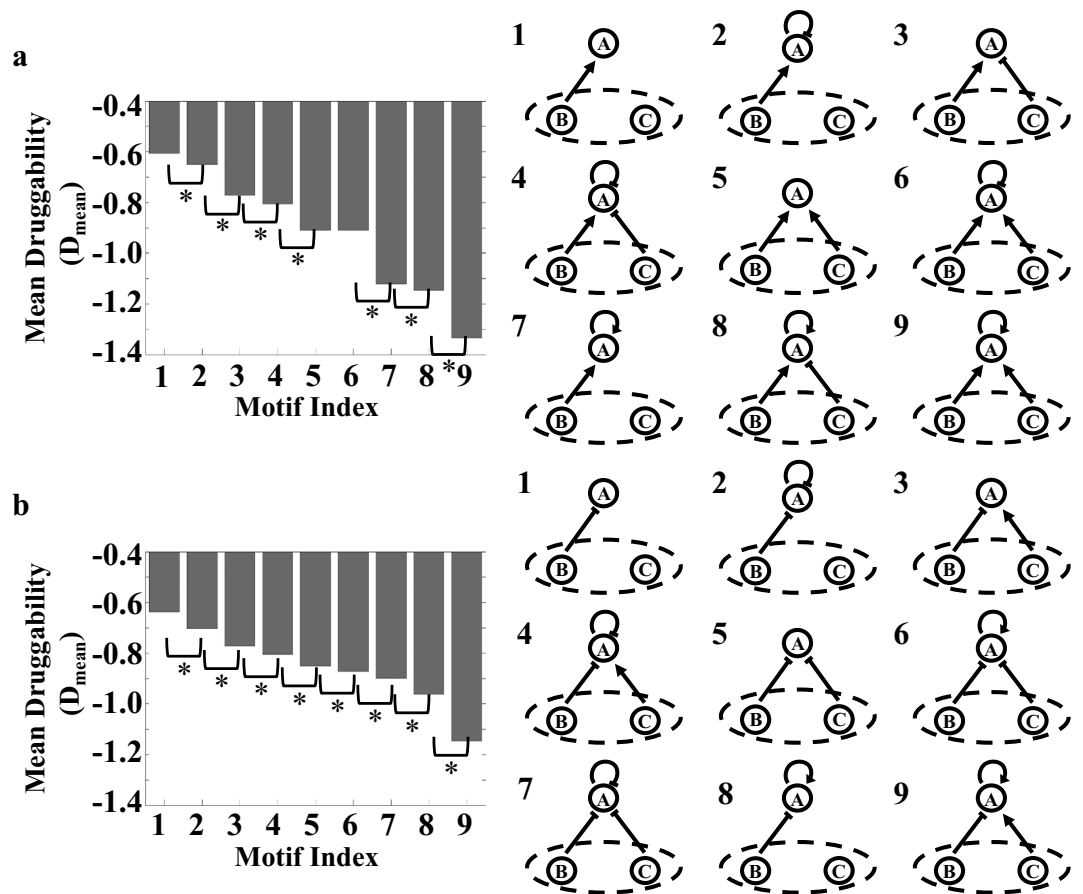 a
Mean Druggability
(Dmean)
-0.4
-0.6
-0.8
-1.0
-1.2
-1.4
* * * * * * *
1 2 3 4 5 6 7 8 9
Motif Index
1 2 3
A A A
B C B C B C
4 5 6
A A A
B C B C B C
7 8 9
A A A
B C B C B C
b
Mean Druggability
(Dmean)
-0.4
-0.6
-0.8
-1.0
-1.2
-1.4
* * * * * * * *
1 2 3 4 5 6 7 8 9
Motif Index
1 2 3
A A A
B C B C B C
4 5 6
A A A
B C B C B C
7 8 9
A A A
B C B C B C